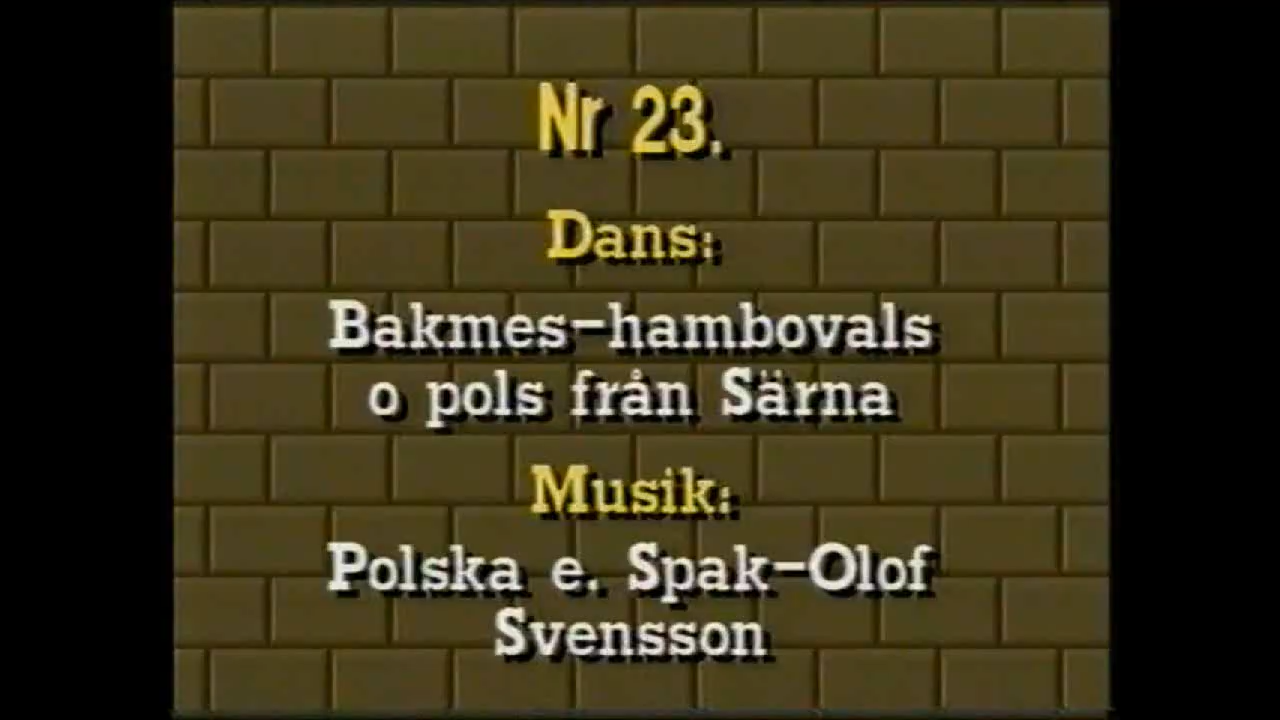 Nr 23.
Dans:
Bakmes-hambovals
o pols från Särna
Musik:
Polska e. Spak-Olof
Svensson